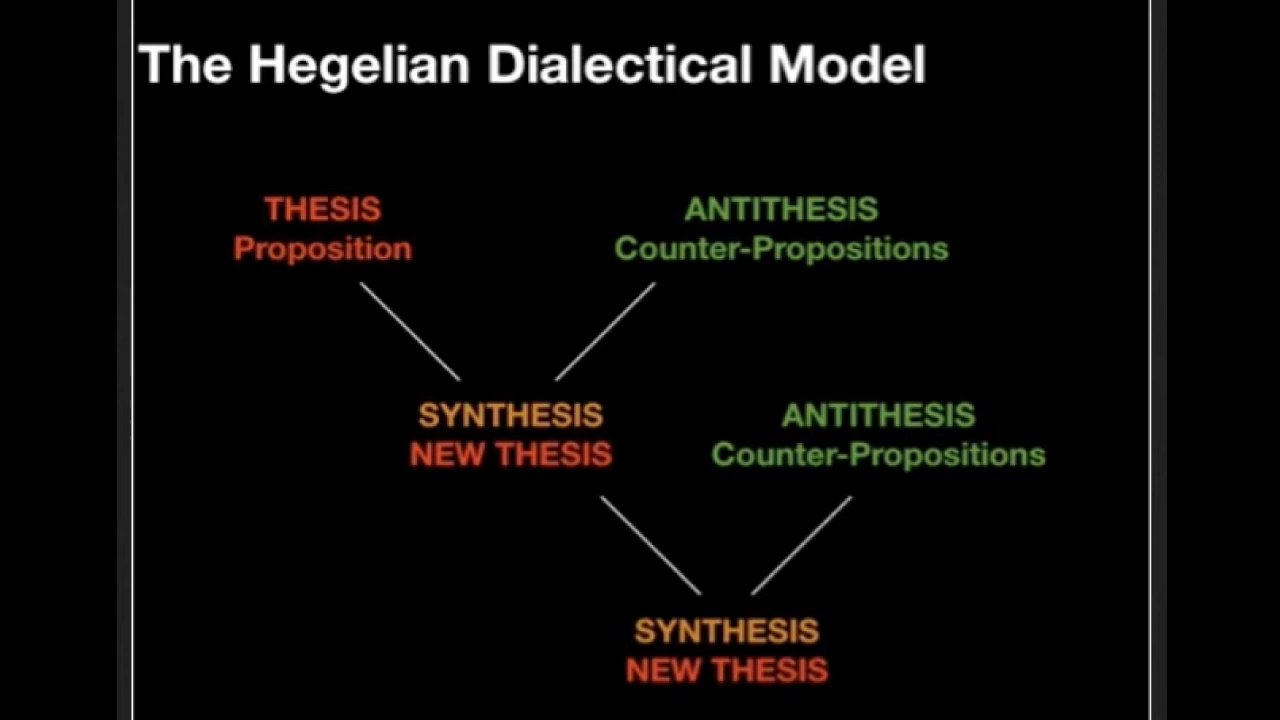 The Hegelian Dialectical Model
THESIS
Proposition
ANTITHESIS
Counter-Propositions
SYNTHESIS
NEW THESIS
ANTITHESIS
Counter-Propositions
SYNTHESIS
NEW THESIS